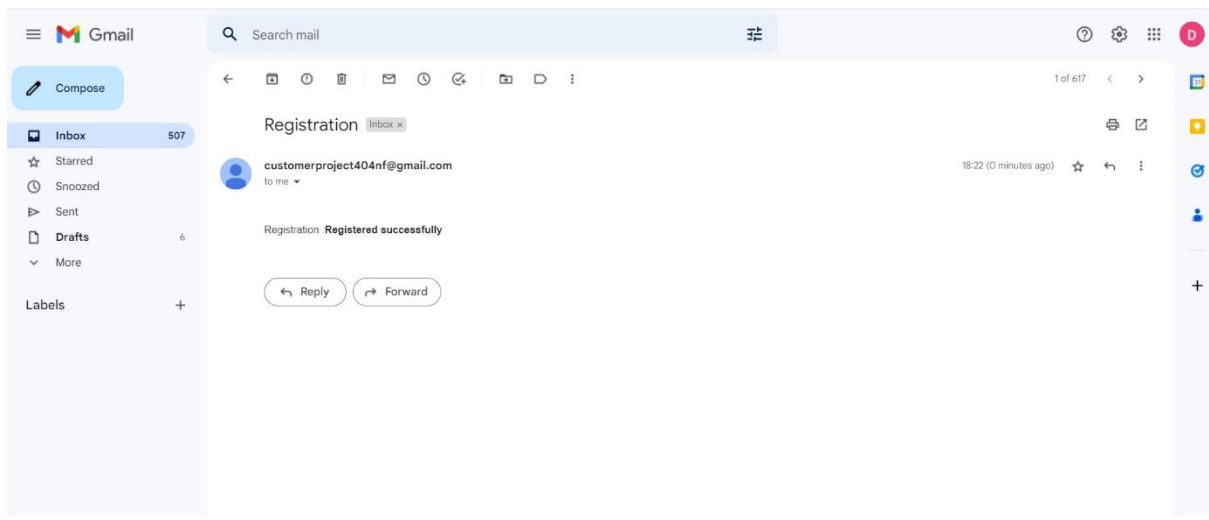 Gmail
Search mail
D
Compose
1 of 617
31
Inbox 507
Starred
Snoozed
Sent
Drafts 6
More
Labels
Registration Inbox ×
customerproject404nf@gmail.com 18:22 (0 minutes ago)
to me
Registration :Registered successfully
Reply Forward